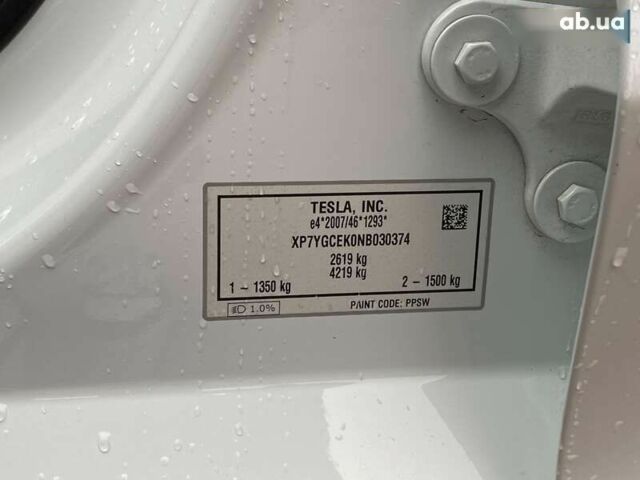 ab.ua
TESLA, INC.
e4*2007/46*1293*
XP7YGCEK0NB030374
2619 kg
4219 kg
1 – 1350 kg 2 – 1500 kg
1.0% PAINT CODE: PPSW